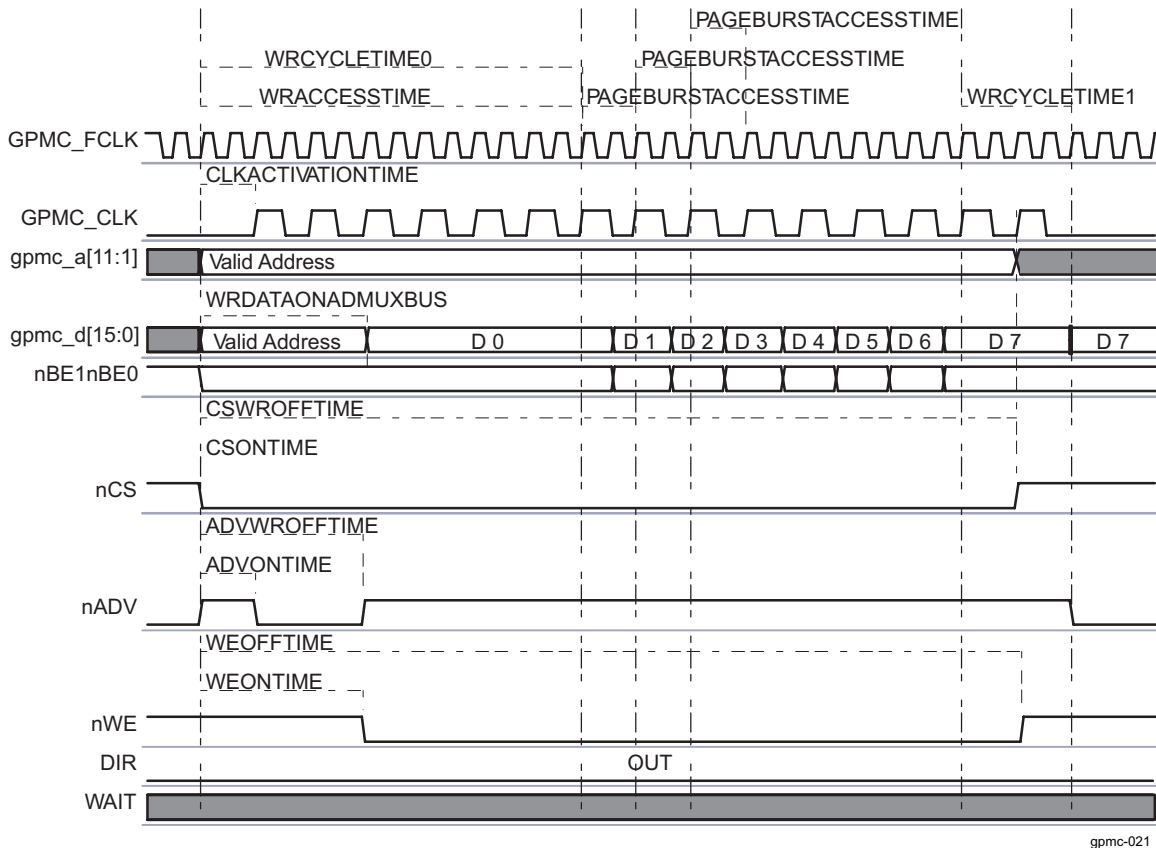 PAGEBURSTACCESSTIME
WRCYCLETIME0 PAGEBURSTACCESSTIME
WRACCESSTIME PAGEBURSTACCESSTIME WRCYCLETIME1
GPMC_FCLK
CLKACTIVATIONTIME
GPMC_CLK
gpmc_a[11:1] Valid Address
WRDATAONADMUXBUS
gpmc_d[15:0] Valid Address D 0 D 1 D 2 D 3 D 4 D 5 D 6 D 7 D 7
nBE1nBE0
CSWROFFTIME
CSONTIME
nCS
ADVWROFFTIME
ADVONTIME
nADV
WEOFFTIME
WEONTIME
nWE
DIR OUT
WAIT
gpmc-021